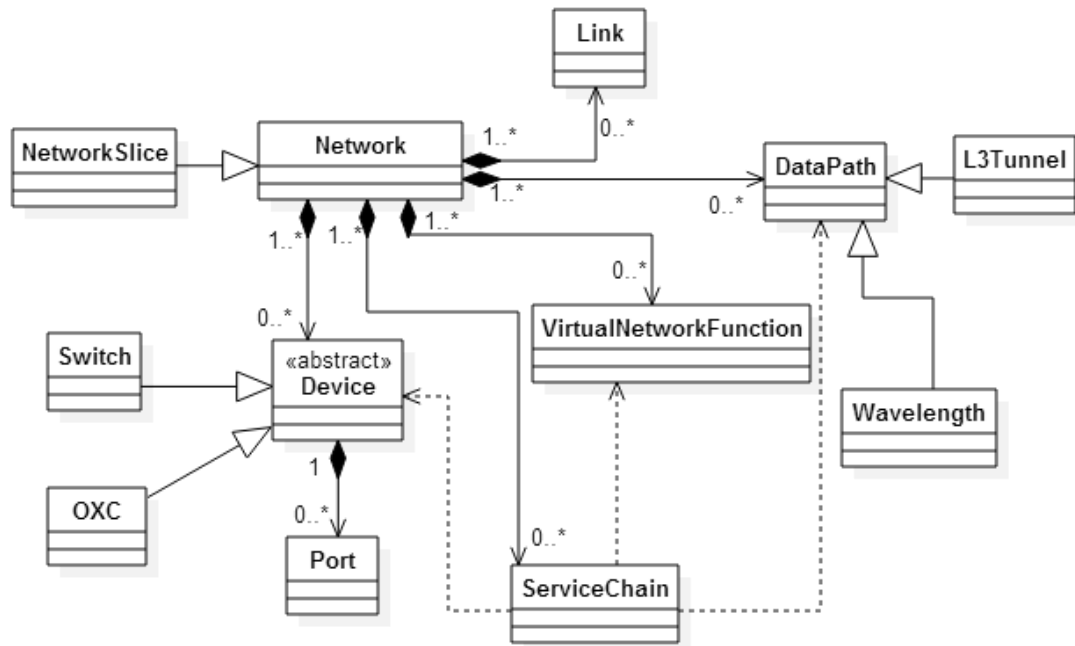 Link
1..*
0..*
NetworkSlice
Network
DataPath
L3Tunnel
1..*
0..*
1..*
1..*
1..*
0..*
0..*
VirtualNetworkFunction
Switch
«abstract»
Device
Wavelength
1
OXC
0..*
0..*
Port
ServiceChain